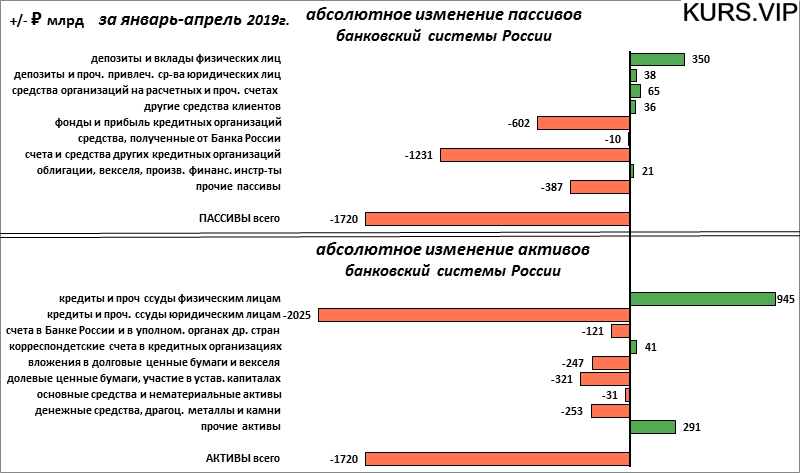 +/- ₽ млрд за январь-апрель 2019г. абсолютное изменение пассивов KURS.VIP
банковский системы России
депозиты и вклады физических лиц 350
депозиты и проч. привлеч. ср-ва юридических лиц 38
средства организаций на расчетных и проч. счетах 65
другие средства клиентов 36
фонды и прибыль кредитных организаций -602
средства, полученные от Банка России -10
счета и средства других кредитных организаций -1231
облигации, векселя, произв. финанс. инстр-ты 21
прочие пассивы -387
ПАССИВЫ всего -1720
абсолютное изменение активов
банковский системы России
кредиты и проч ссуды физическим лицам 945
кредиты и проч. ссуды юридическим лицам -2025
счета в Банке России и в уполном. органах др. стран -121
корреспондетские счета в кредитных организациях 41
вложения в долговые ценные бумаги и векселя -247
долевые ценные бумаги, участие в устав. капиталах -321
основные средства и нематериальные активы -31
денежные средства, драгоц. металлы и камни -253
прочие активы 291
АКТИВЫ всего -1720